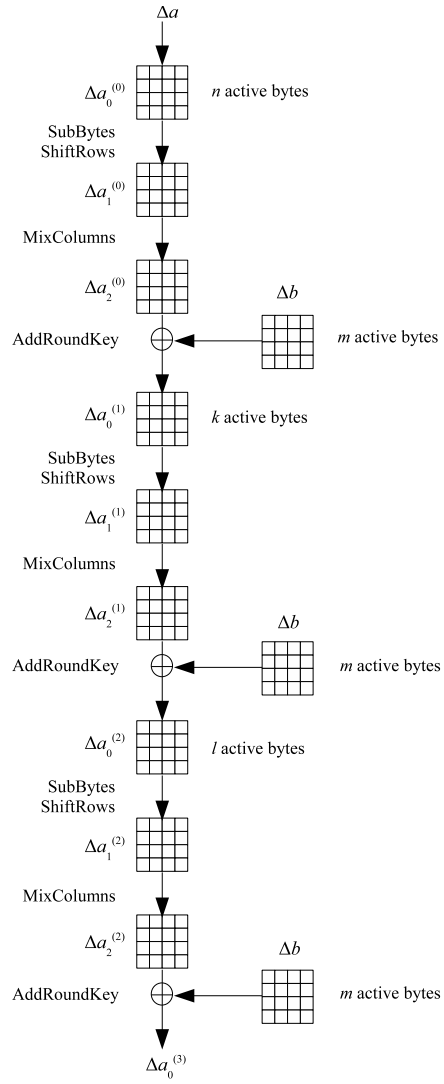 Δa
Δa₀⁽⁰⁾
n active bytes
SubBytes
ShiftRows
Δa₁⁽⁰⁾
MixColumns
Δa₂⁽⁰⁾
Δb
AddRoundKey
m active bytes
Δa₀⁽¹⁾
k active bytes
SubBytes
ShiftRows
Δa₁⁽¹⁾
MixColumns
Δa₂⁽¹⁾
Δb
AddRoundKey
m active bytes
Δa₀⁽²⁾
l active bytes
SubBytes
ShiftRows
Δa₁⁽²⁾
MixColumns
Δa₂⁽²⁾
Δb
AddRoundKey
m active bytes
Δa₀⁽³⁾